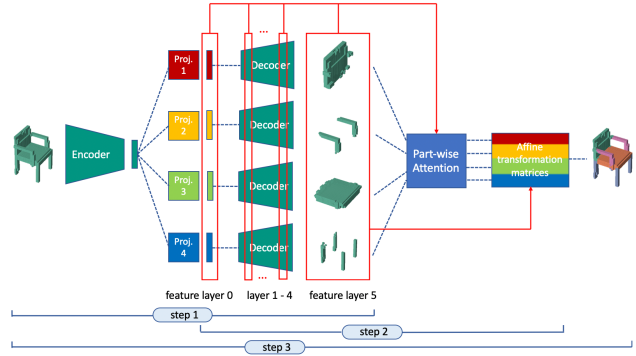 ...
Proj.
1
Decoder
Proj.
2
Decoder
Encoder
Part-wise
Attention
Affine
transformation
matrices
Proj.
3
Decoder
Proj.
4
Decoder
...
feature layer 0
layer 1 - 4
feature layer 5
step 1
step 2
step 3